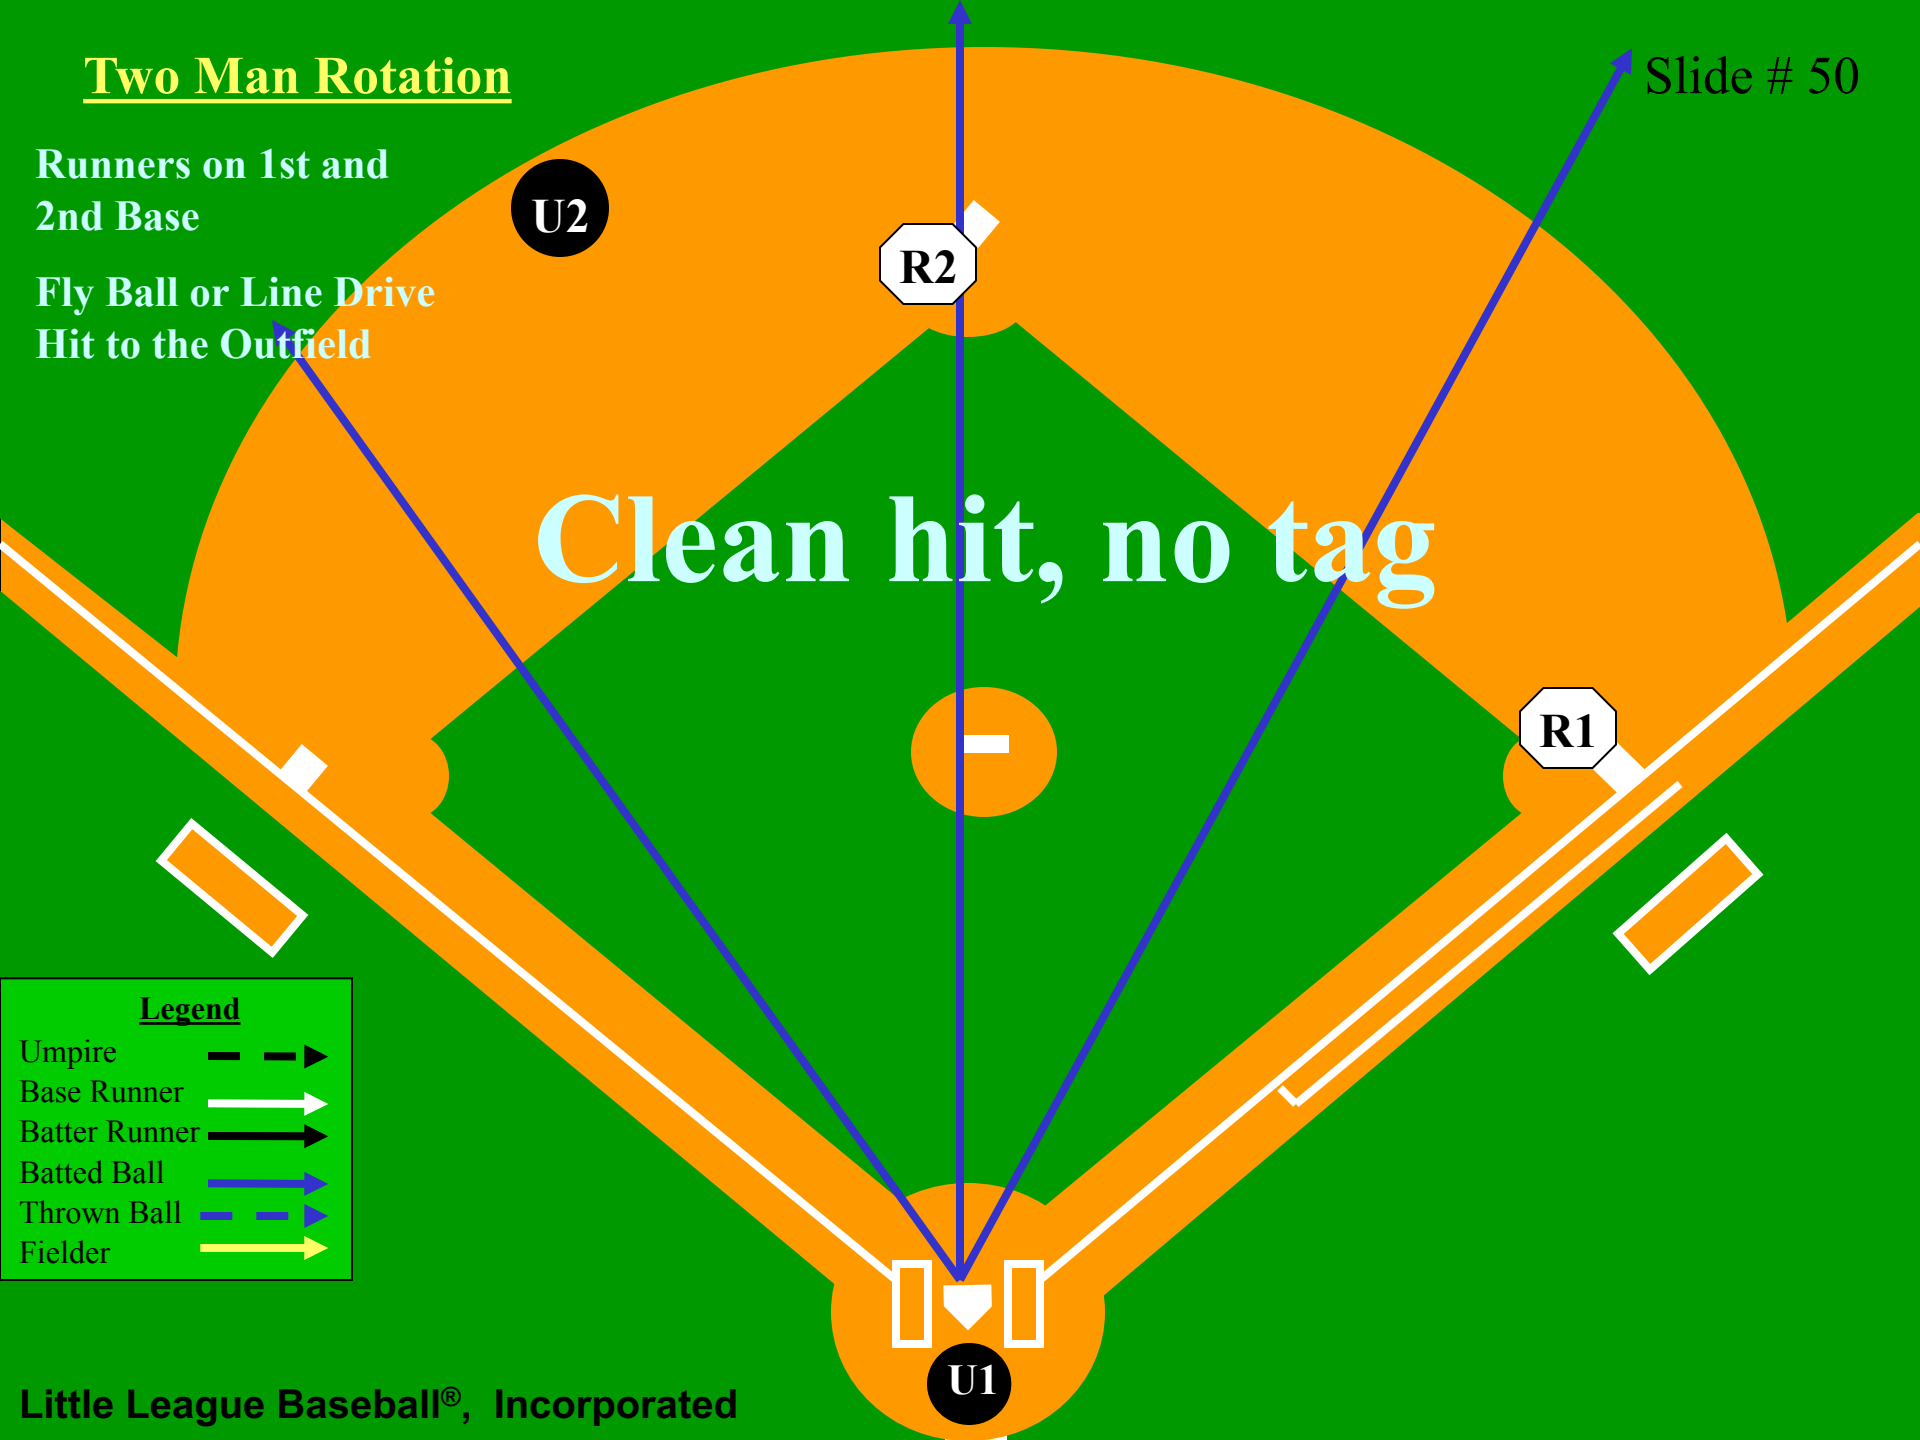 Two Man Rotation
Slide # 50
Runners on 1st and
2nd Base
Fly Ball or Line Drive
Hit to the Outfield
U2
R2
Clean hit, no tag
R1
Legend
Umpire
Base Runner
Batter Runner
Batted Ball
Thrown Ball
Fielder
U1
Little League Baseball®, Incorporated